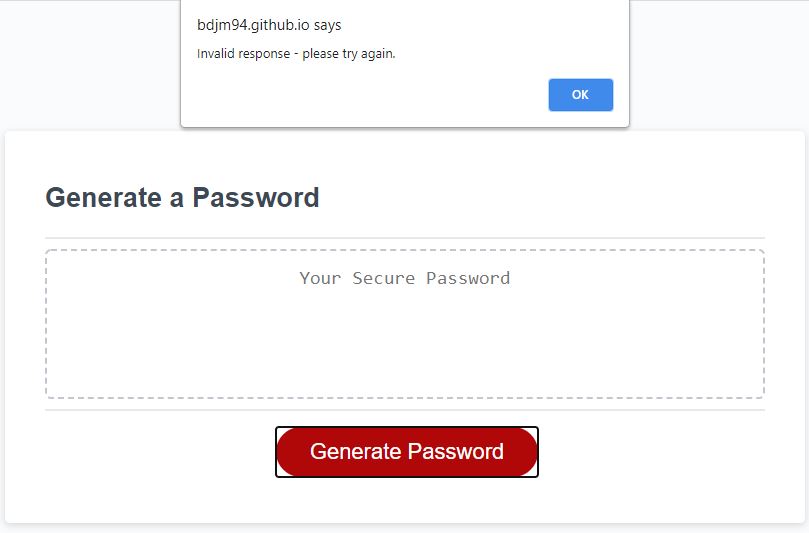 bdjm94.github.io says
Invalid response - please try again.
OK
Generate a Password
Your Secure Password
Generate Password